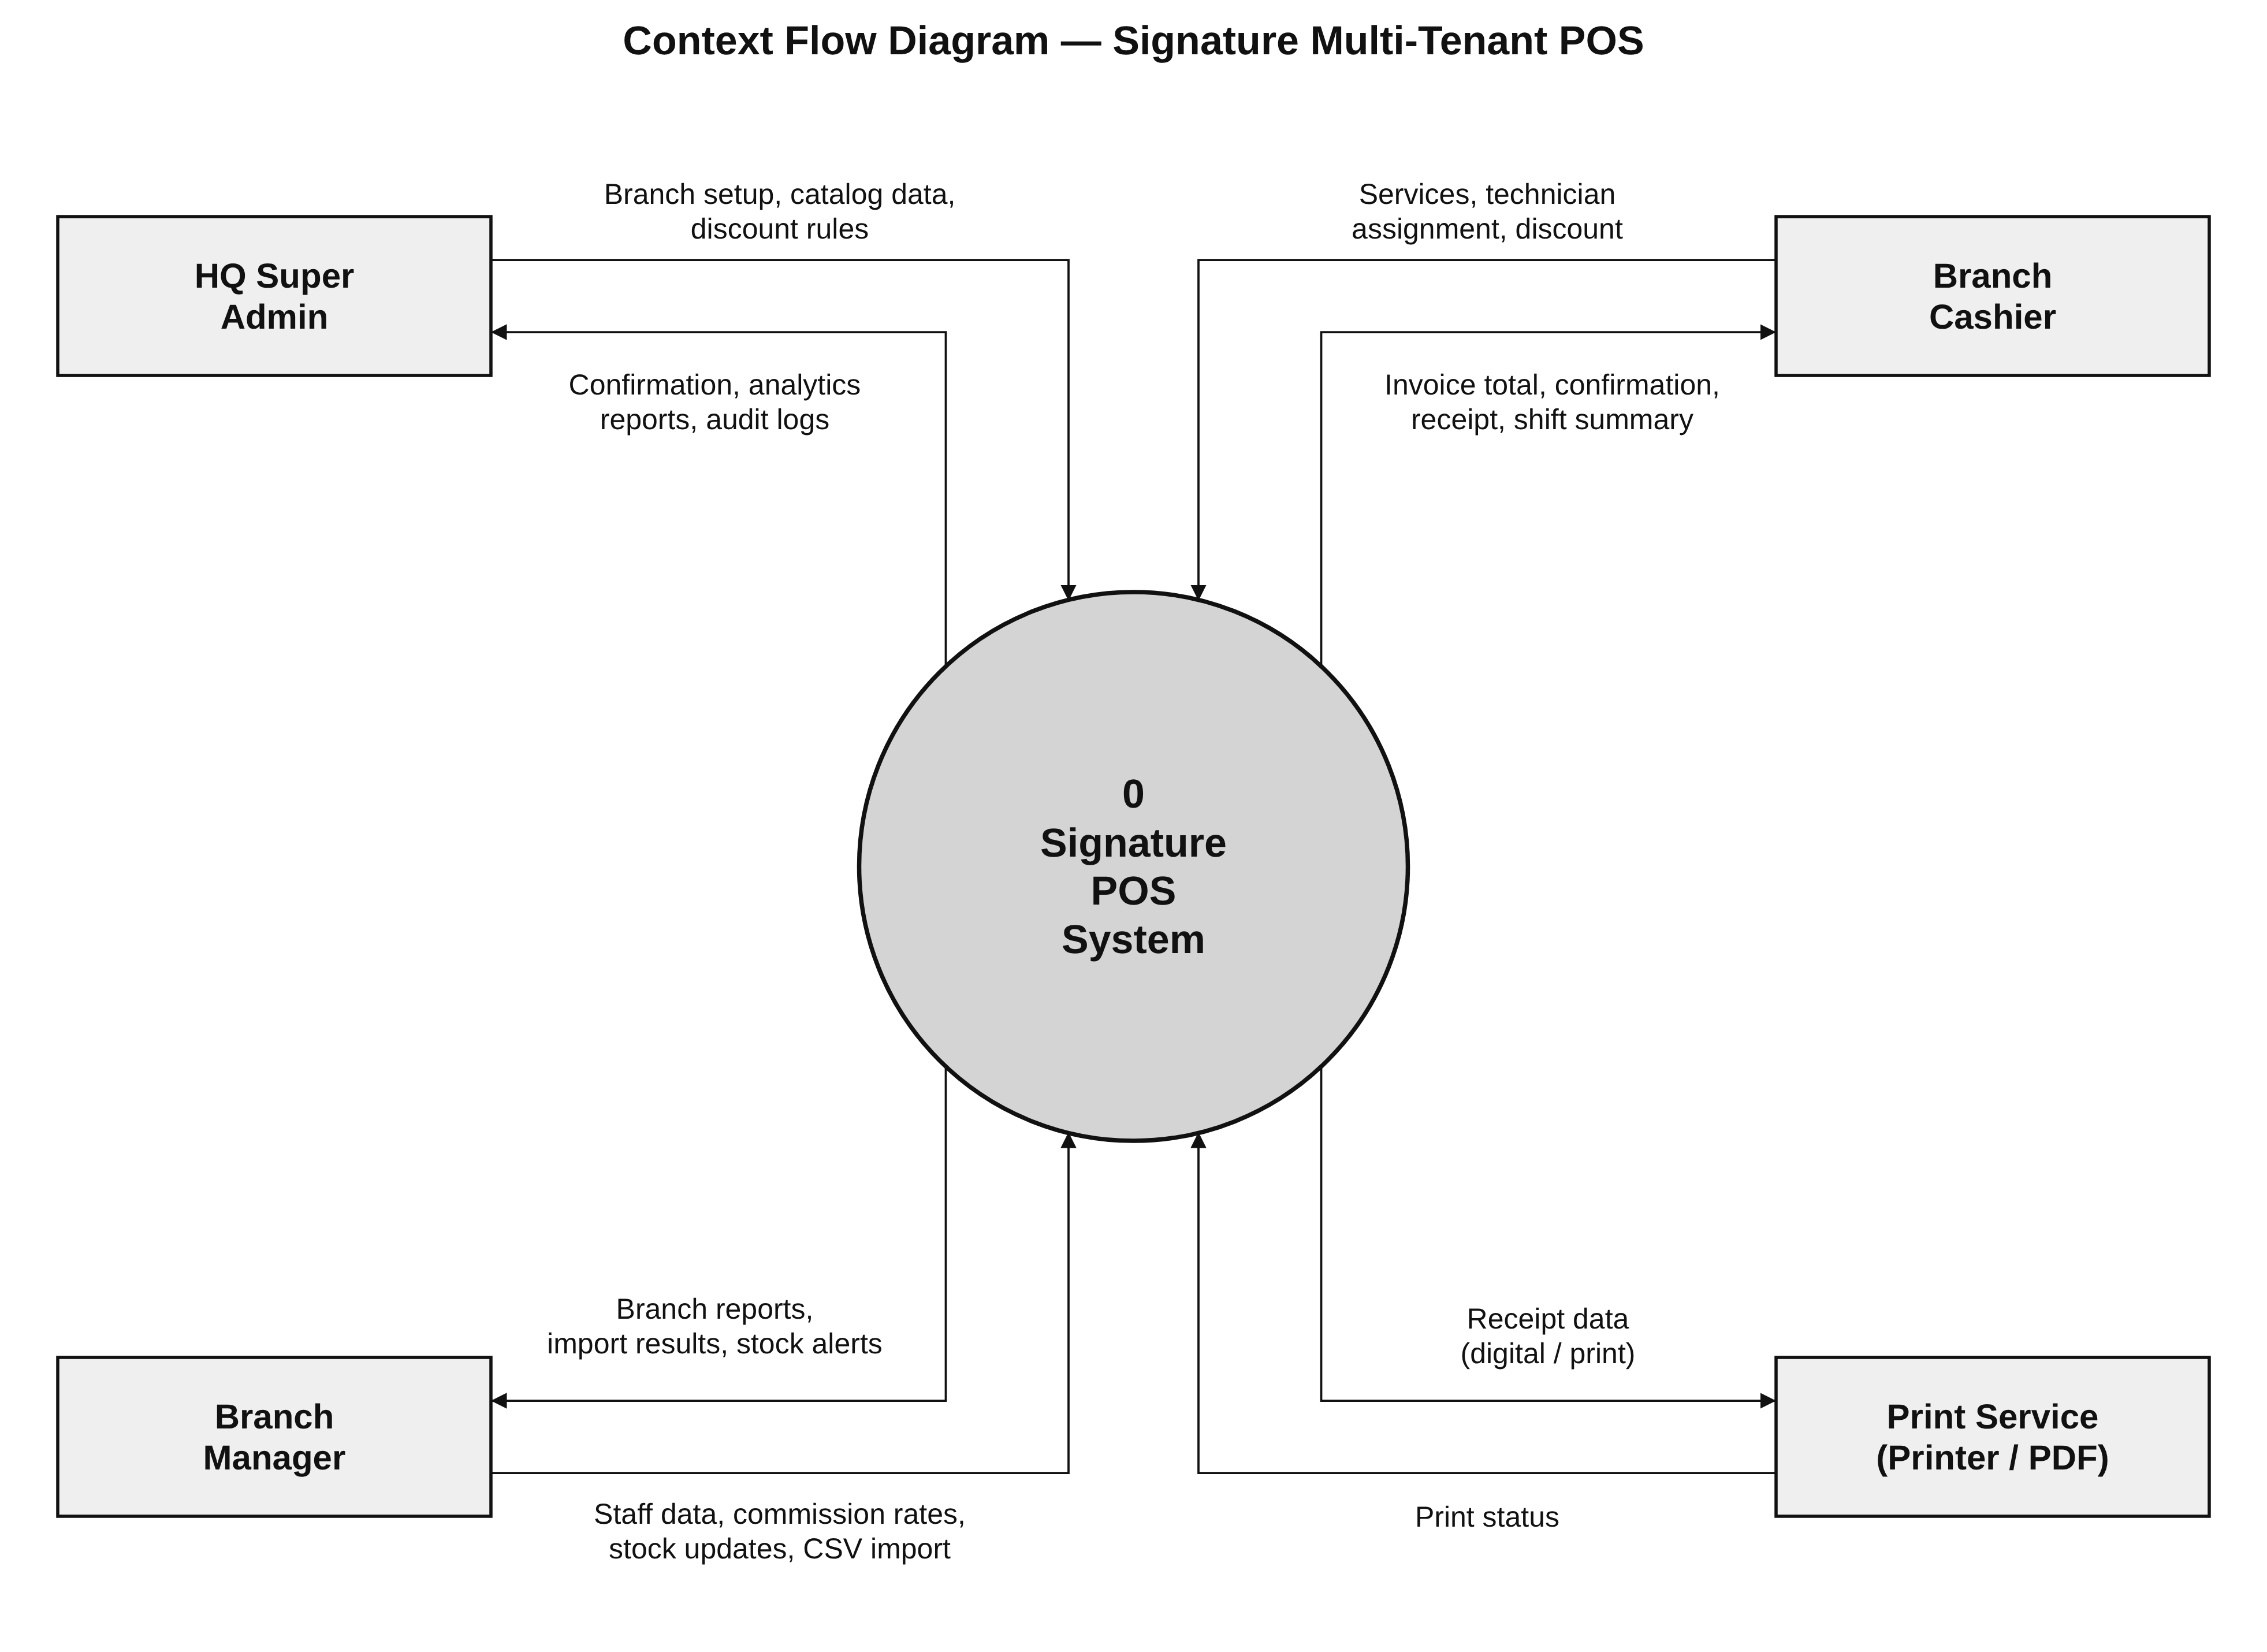 Context Flow Diagram — Signature Multi-Tenant POS
Branch setup, catalog data,
discount rules
Services, technician
assignment, discount
HQ Super
Admin
Branch
Cashier
Confirmation, analytics
reports, audit logs
Invoice total, confirmation,
receipt, shift summary
0
Signature
POS
System
Branch reports,
import results, stock alerts
Receipt data
(digital / print)
Branch
Manager
Print Service
(Printer / PDF)
Staff data, commission rates,
stock updates, CSV import
Print status